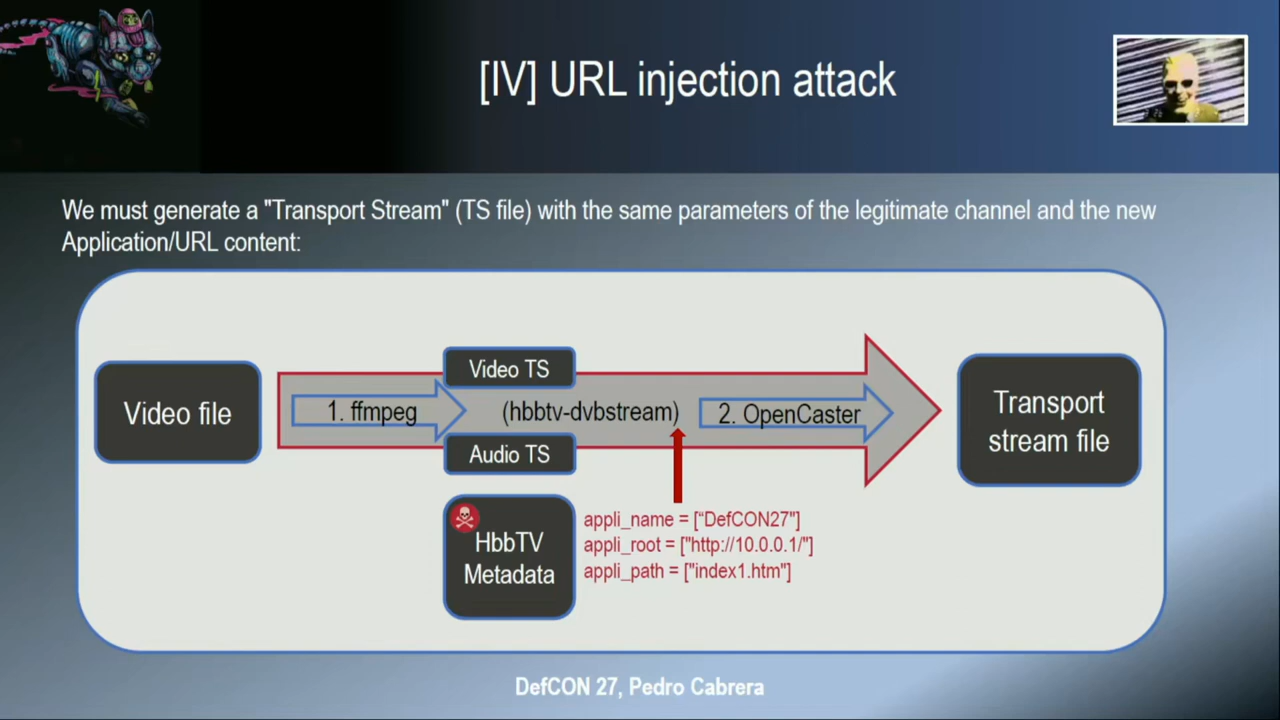 [IV] URL injection attack
We must generate a "Transport Stream" (TS file) with the same parameters of the legitimate channel and the new
Application/URL content:
Video TS
Video file
1. ffmpeg
(hbbtv-dvbstream)
2. OpenCaster
Transport
stream file
Audio TS
HbbTV
Metadata
appli_name = [“DefCON27"]
appli_root = ["http://10.0.0.1/"]
appli_path = ["index1.htm"]
DefCON 27, Pedro Cabrera